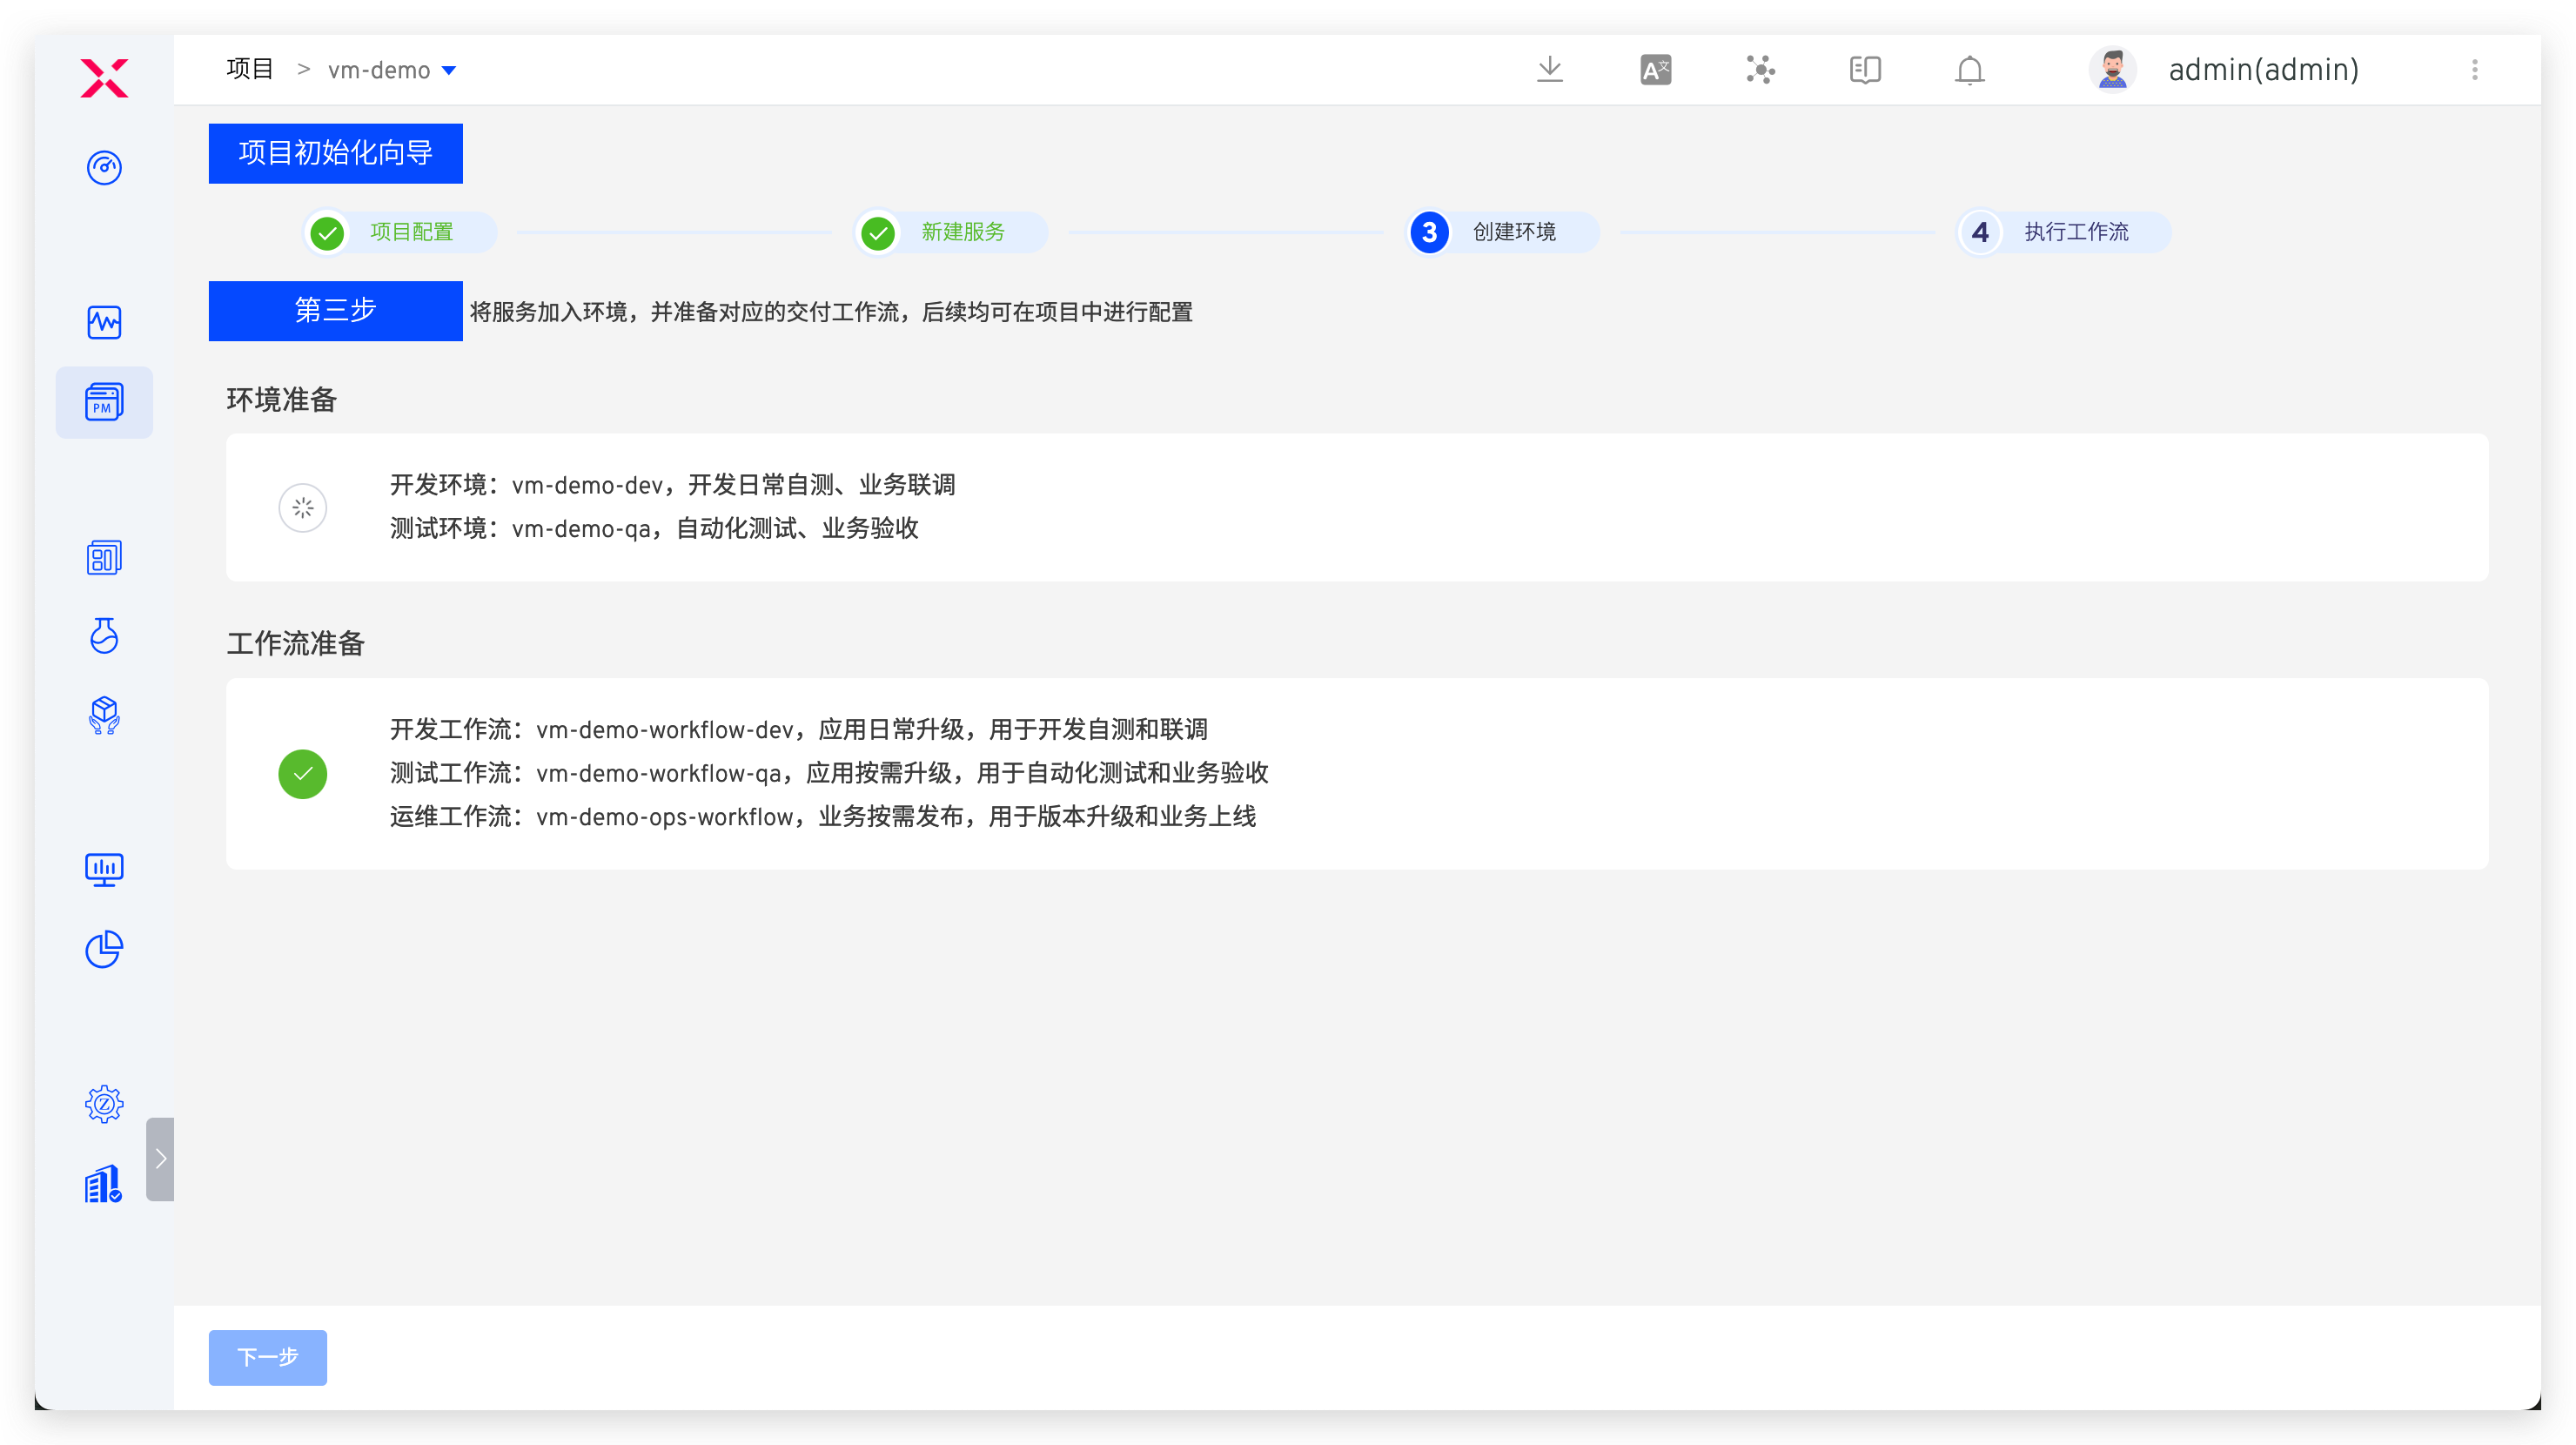 项目 > vm-demo
A文
admin(admin)
项目初始化向导
项目配置
新建服务
3 创建环境
4 执行工作流
第三步 将服务加入环境，并准备对应的交付工作流，后续均可在项目中进行配置
PM
环境准备
开发环境：vm-demo-dev，开发日常自测、业务联调
测试环境：vm-demo-qa，自动化测试、业务验收
工作流准备
开发工作流：vm-demo-workflow-dev，应用日常升级，用于开发自测和联调
测试工作流：vm-demo-workflow-qa，应用按需升级，用于自动化测试和业务验收
运维工作流：vm-demo-ops-workflow，业务按需发布，用于版本升级和业务上线
Z
下一步